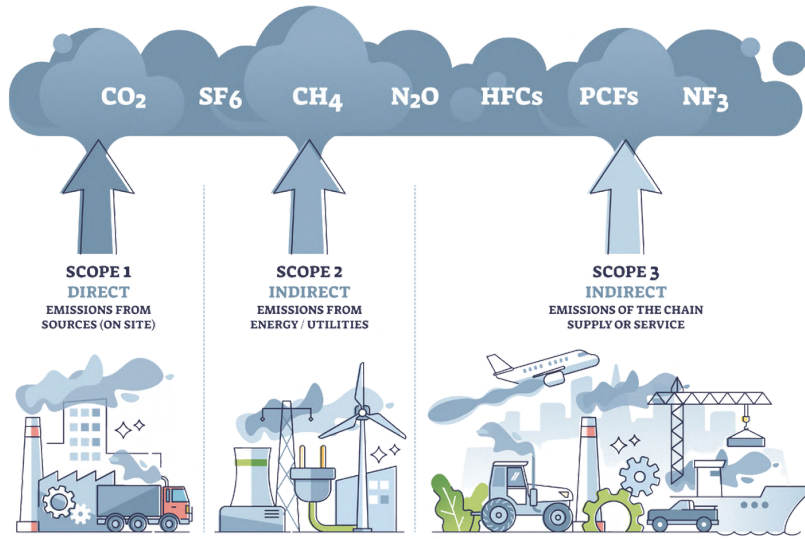 CO₂ SF₆ CH₄ N₂O HFCs PCFs NF₃
SCOPE 1
DIRECT
EMISSIONS FROM
SOURCES (ON SITE)
SCOPE 2
INDIRECT
EMISSIONS FROM
ENERGY / UTILITIES
SCOPE 3
INDIRECT
EMISSIONS OF THE CHAIN
SUPPLY OR SERVICE